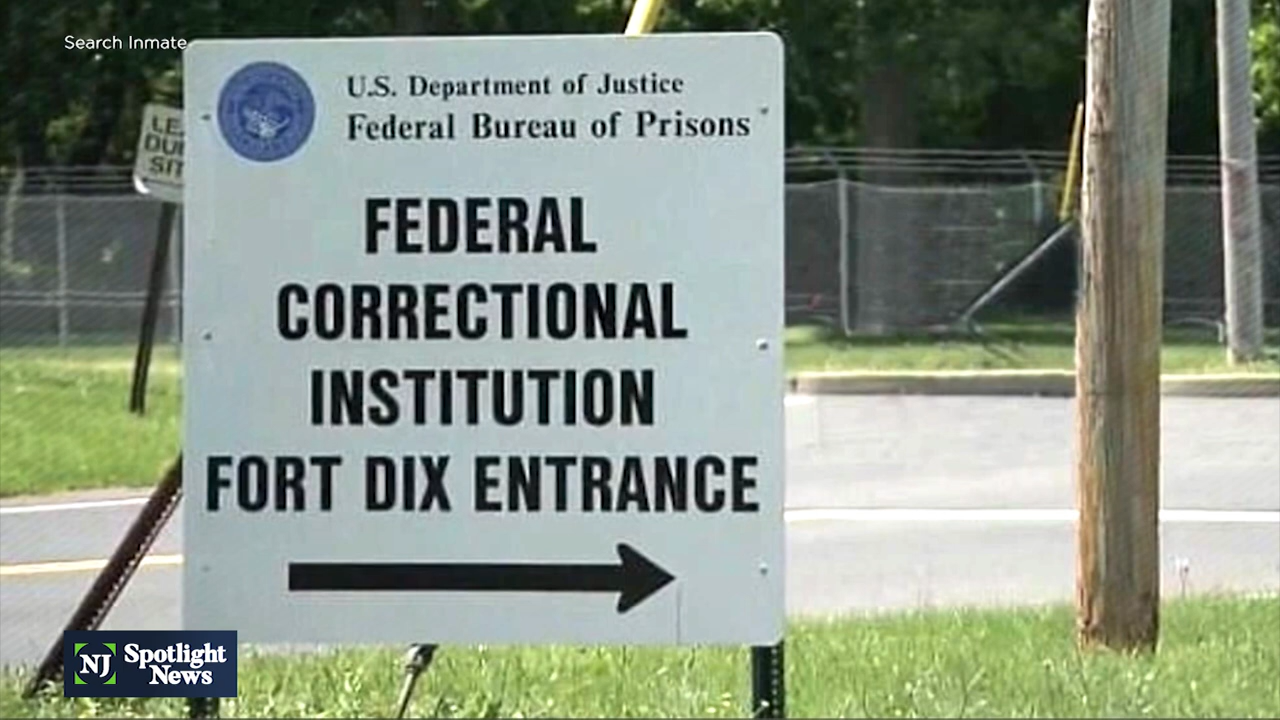 Search Inmate
U.S. Department of Justice
Federal Bureau of Prisons
FEDERAL
CORRECTIONAL
INSTITUTION
FORT DIX ENTRANCE
NJ Spotlight
News